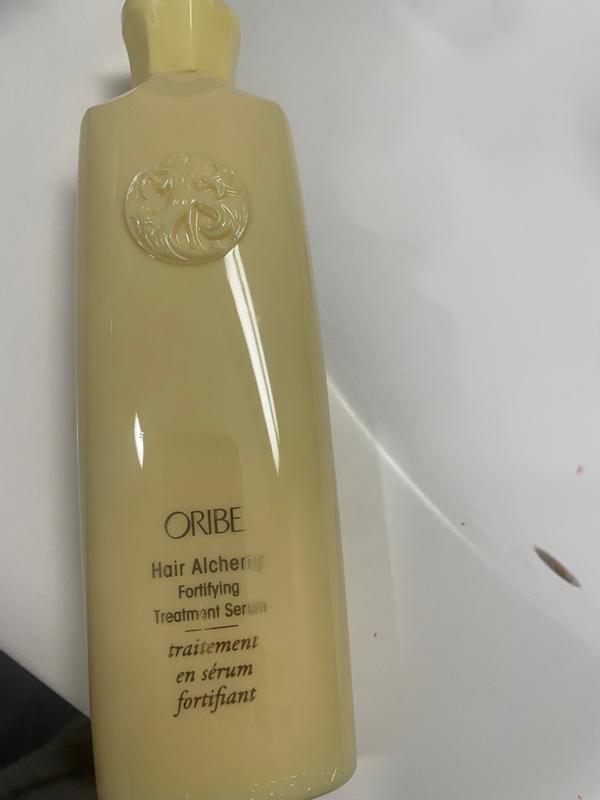 ORIBE
Hair Alchemy
Fortifying
Treatment Serum
traitement
en sérum
fortifiant